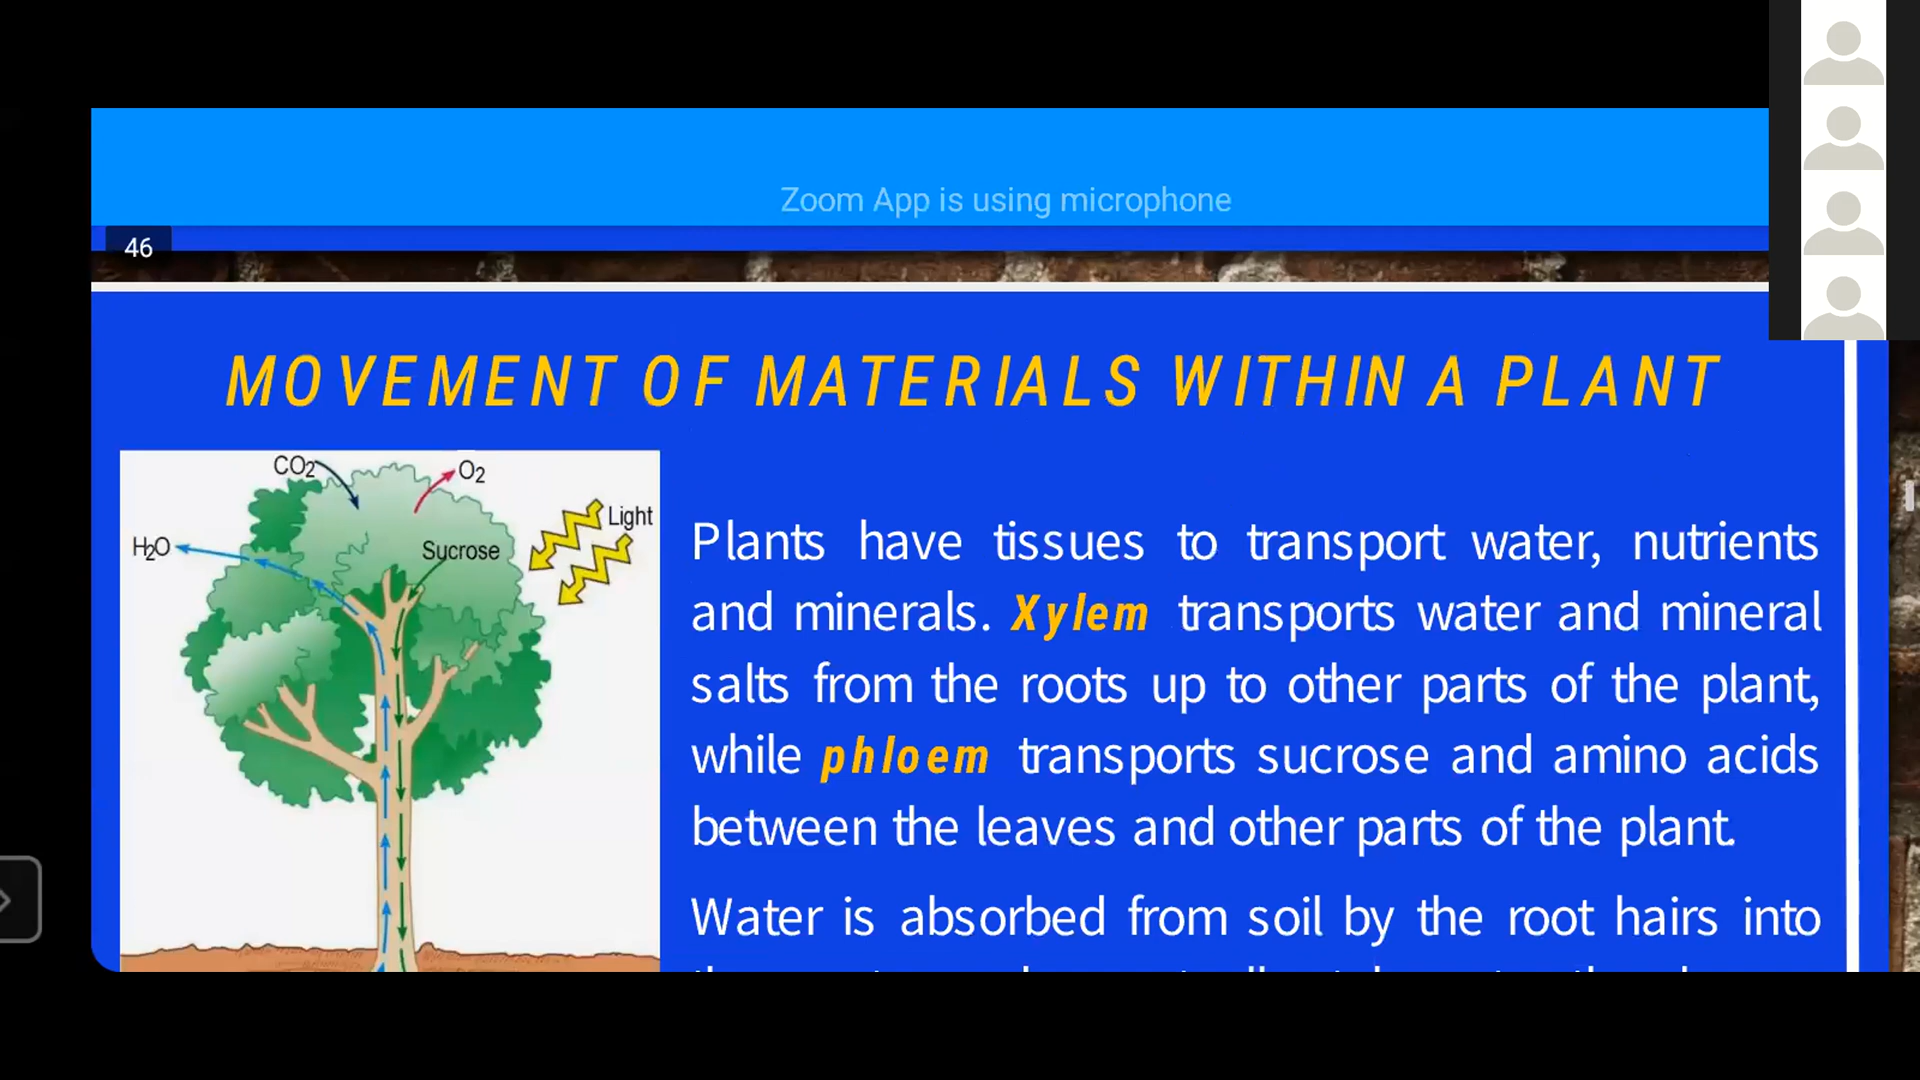 Zoom App is using microphone
46
MOVEMENT OF MATERIALS WITHIN A PLANT
CO2
O2
Light
H2O
Sucrose
Plants have tissues to transport water, nutrients
and minerals. Xylem transports water and mineral
salts from the roots up to other parts of the plant,
while phloem transports sucrose and amino acids
between the leaves and other parts of the plant.
Water is absorbed from soil by the root hairs into